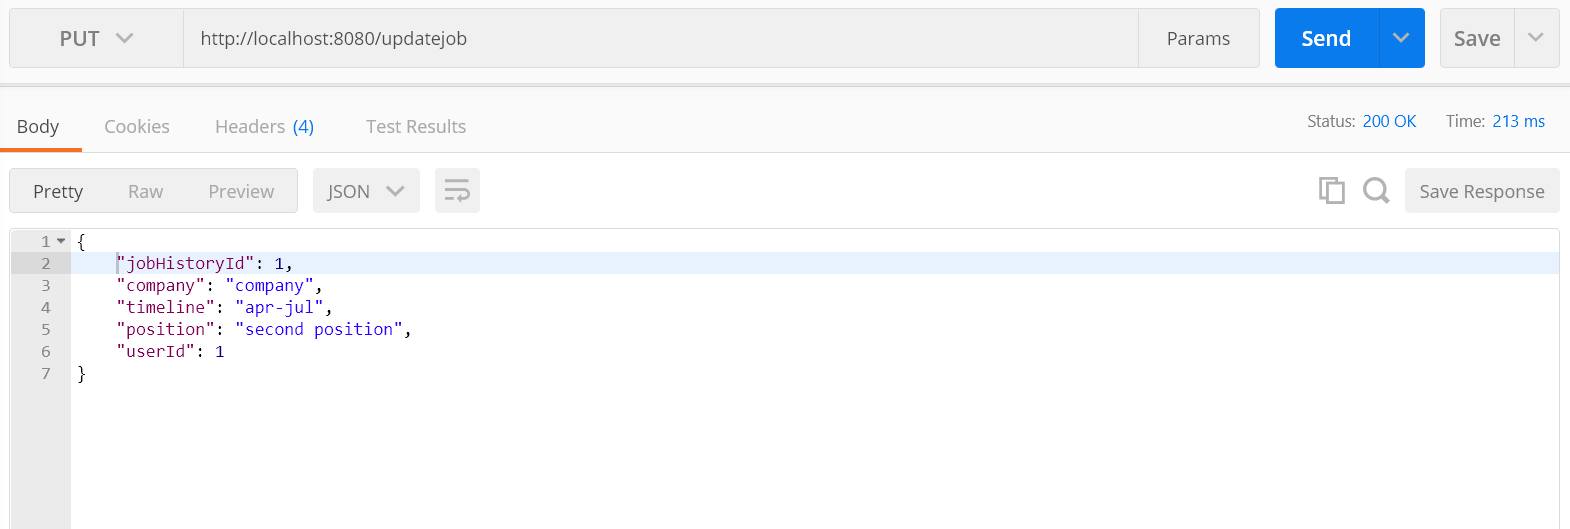 PUT http://localhost:8080/updatejob Params Send Save
Body Cookies Headers (4) Test Results Status: 200 OK Time: 213 ms
Pretty Raw Preview JSON Save Response
1 {
2 "jobHistoryId": 1,
3 "company": "company",
4 "timeline": "apr-jul",
5 "position": "second position",
6 "userId": 1
7 }